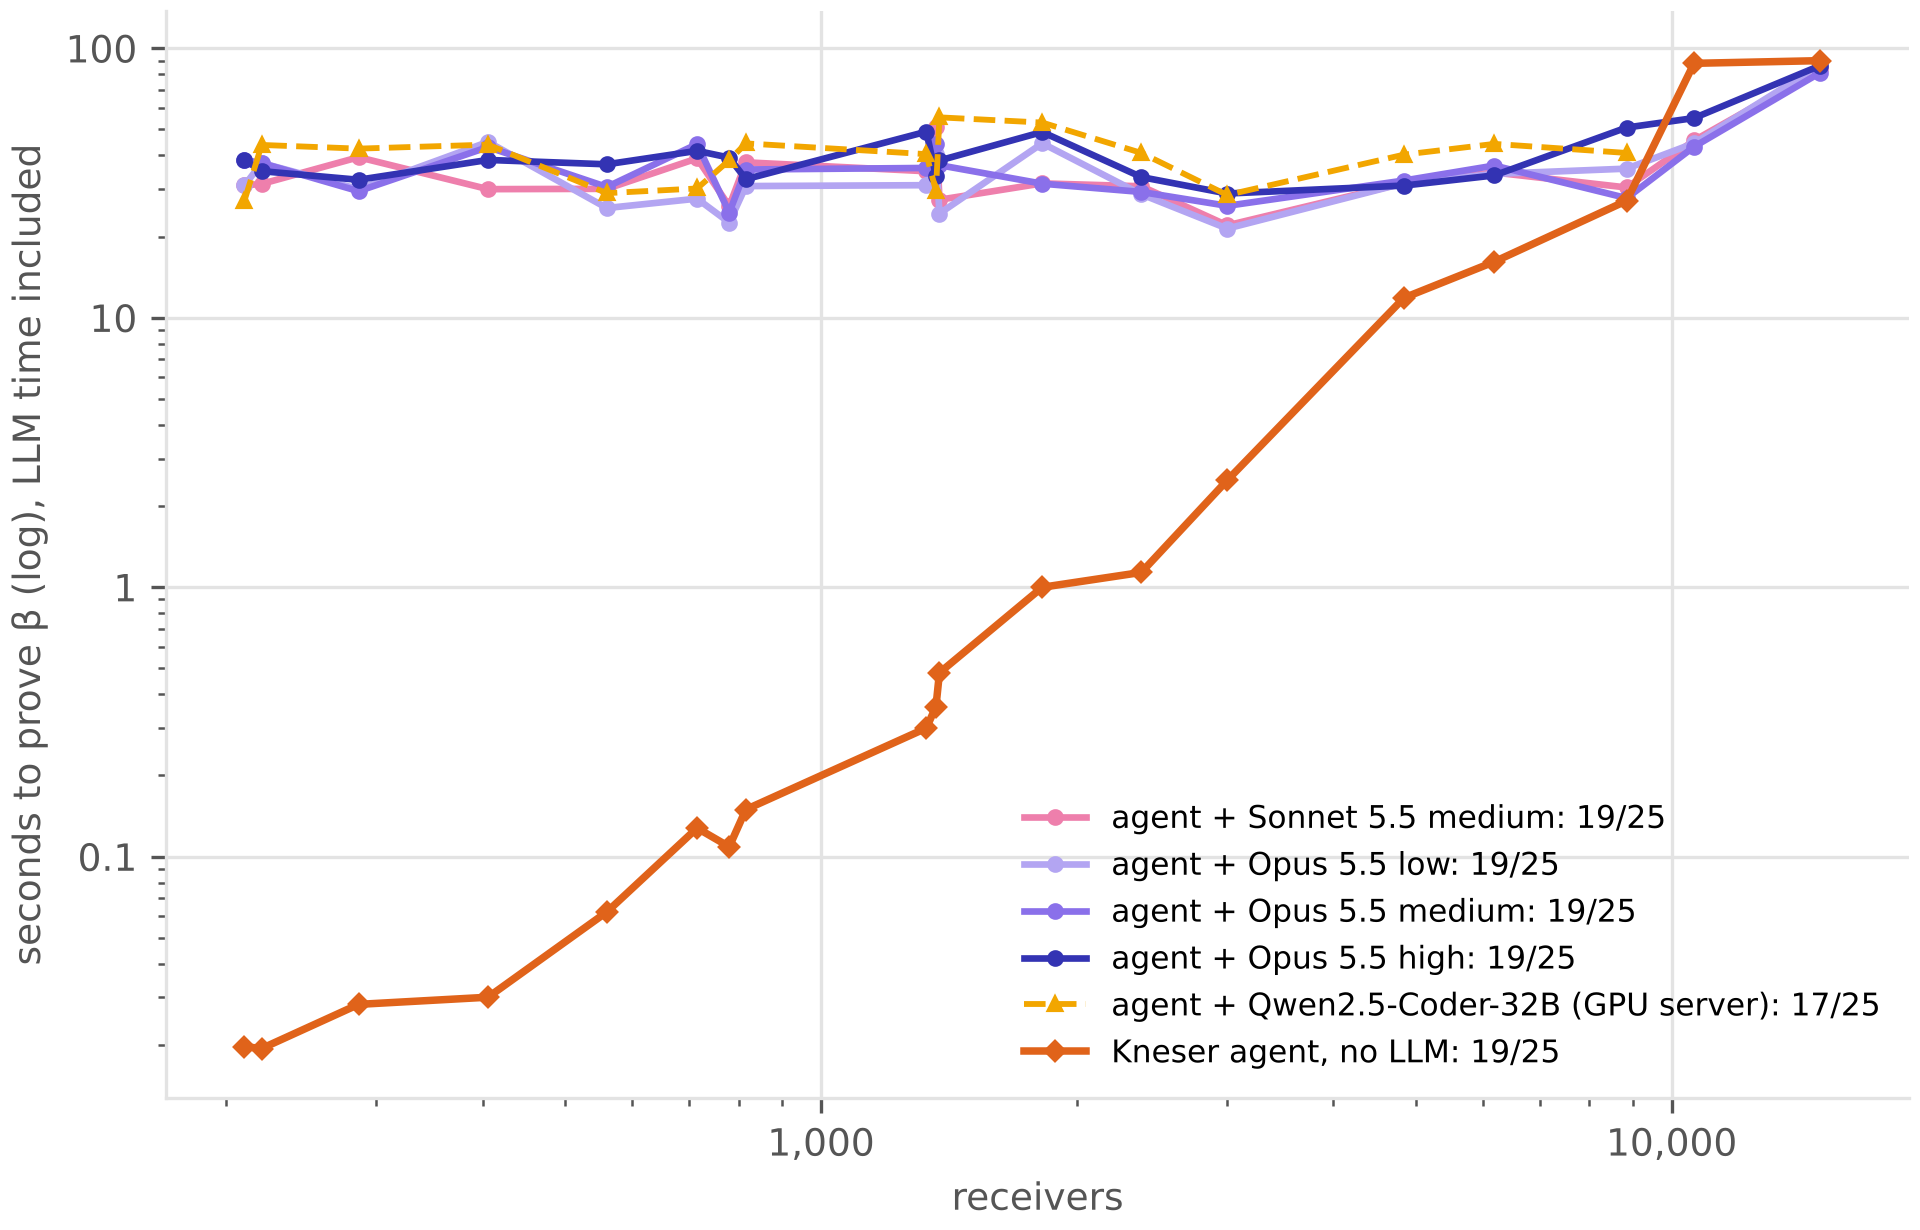 seconds to prove β (log), LLM time included
100
10
1
0.1
agent + Sonnet 5.5 medium: 19/25
agent + Opus 5.5 low: 19/25
agent + Opus 5.5 medium: 19/25
agent + Opus 5.5 high: 19/25
agent + Qwen2.5-Coder-32B (GPU server): 17/25
Kneser agent, no LLM: 19/25
1,000
10,000
receivers